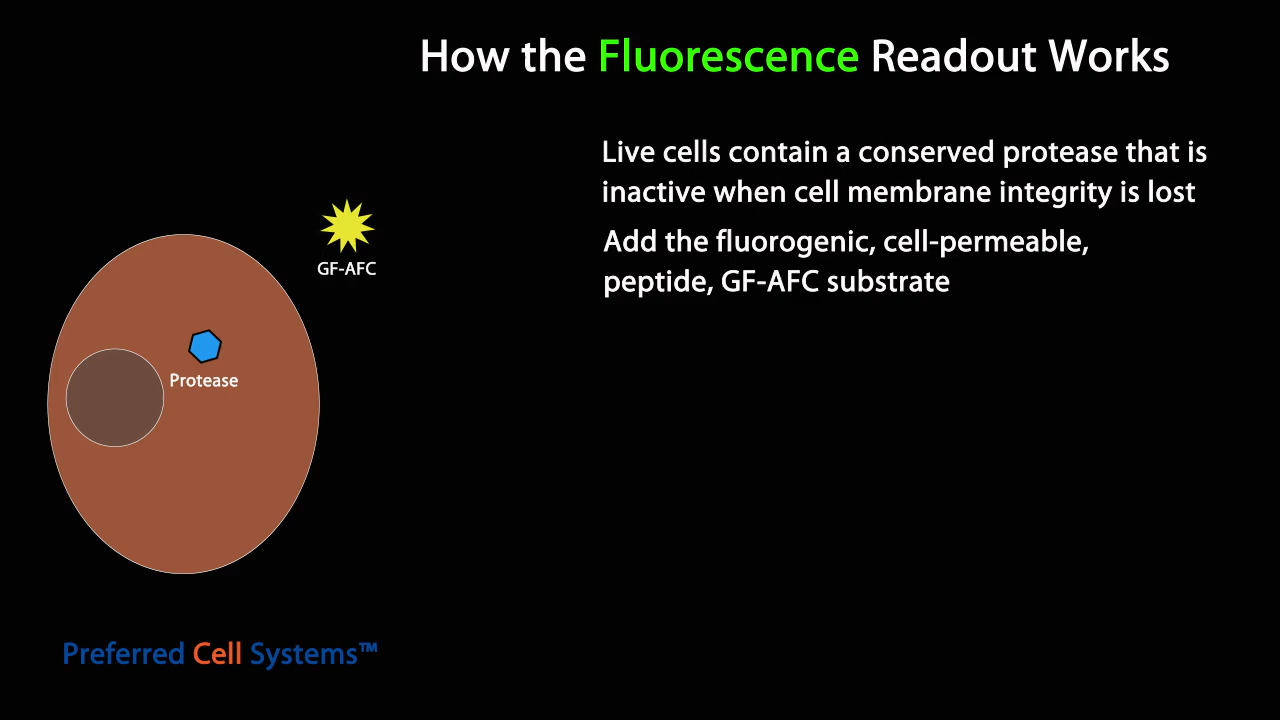 How the Fluorescence Readout Works
Live cells contain a conserved protease that is
inactive when cell membrane integrity is lost
Add the fluorogenic, cell-permeable,
peptide, GF-AFC substrate
GF-AFC
Protease
Preferred Cell Systems™